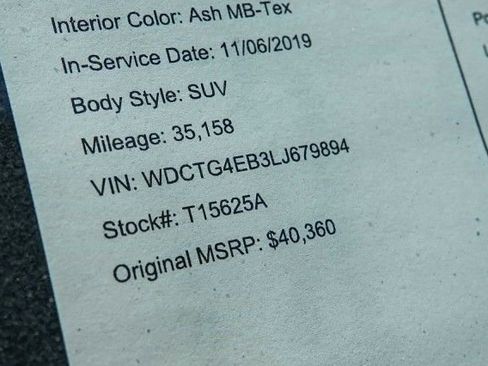 Interior Color: Ash MB-Tex
In-Service Date: 11/06/2019
Body Style: SUV
Mileage: 35,158
VIN: WDCTG4EB3LJ679894
Stock#: T15625A
Original MSRP: $40,360